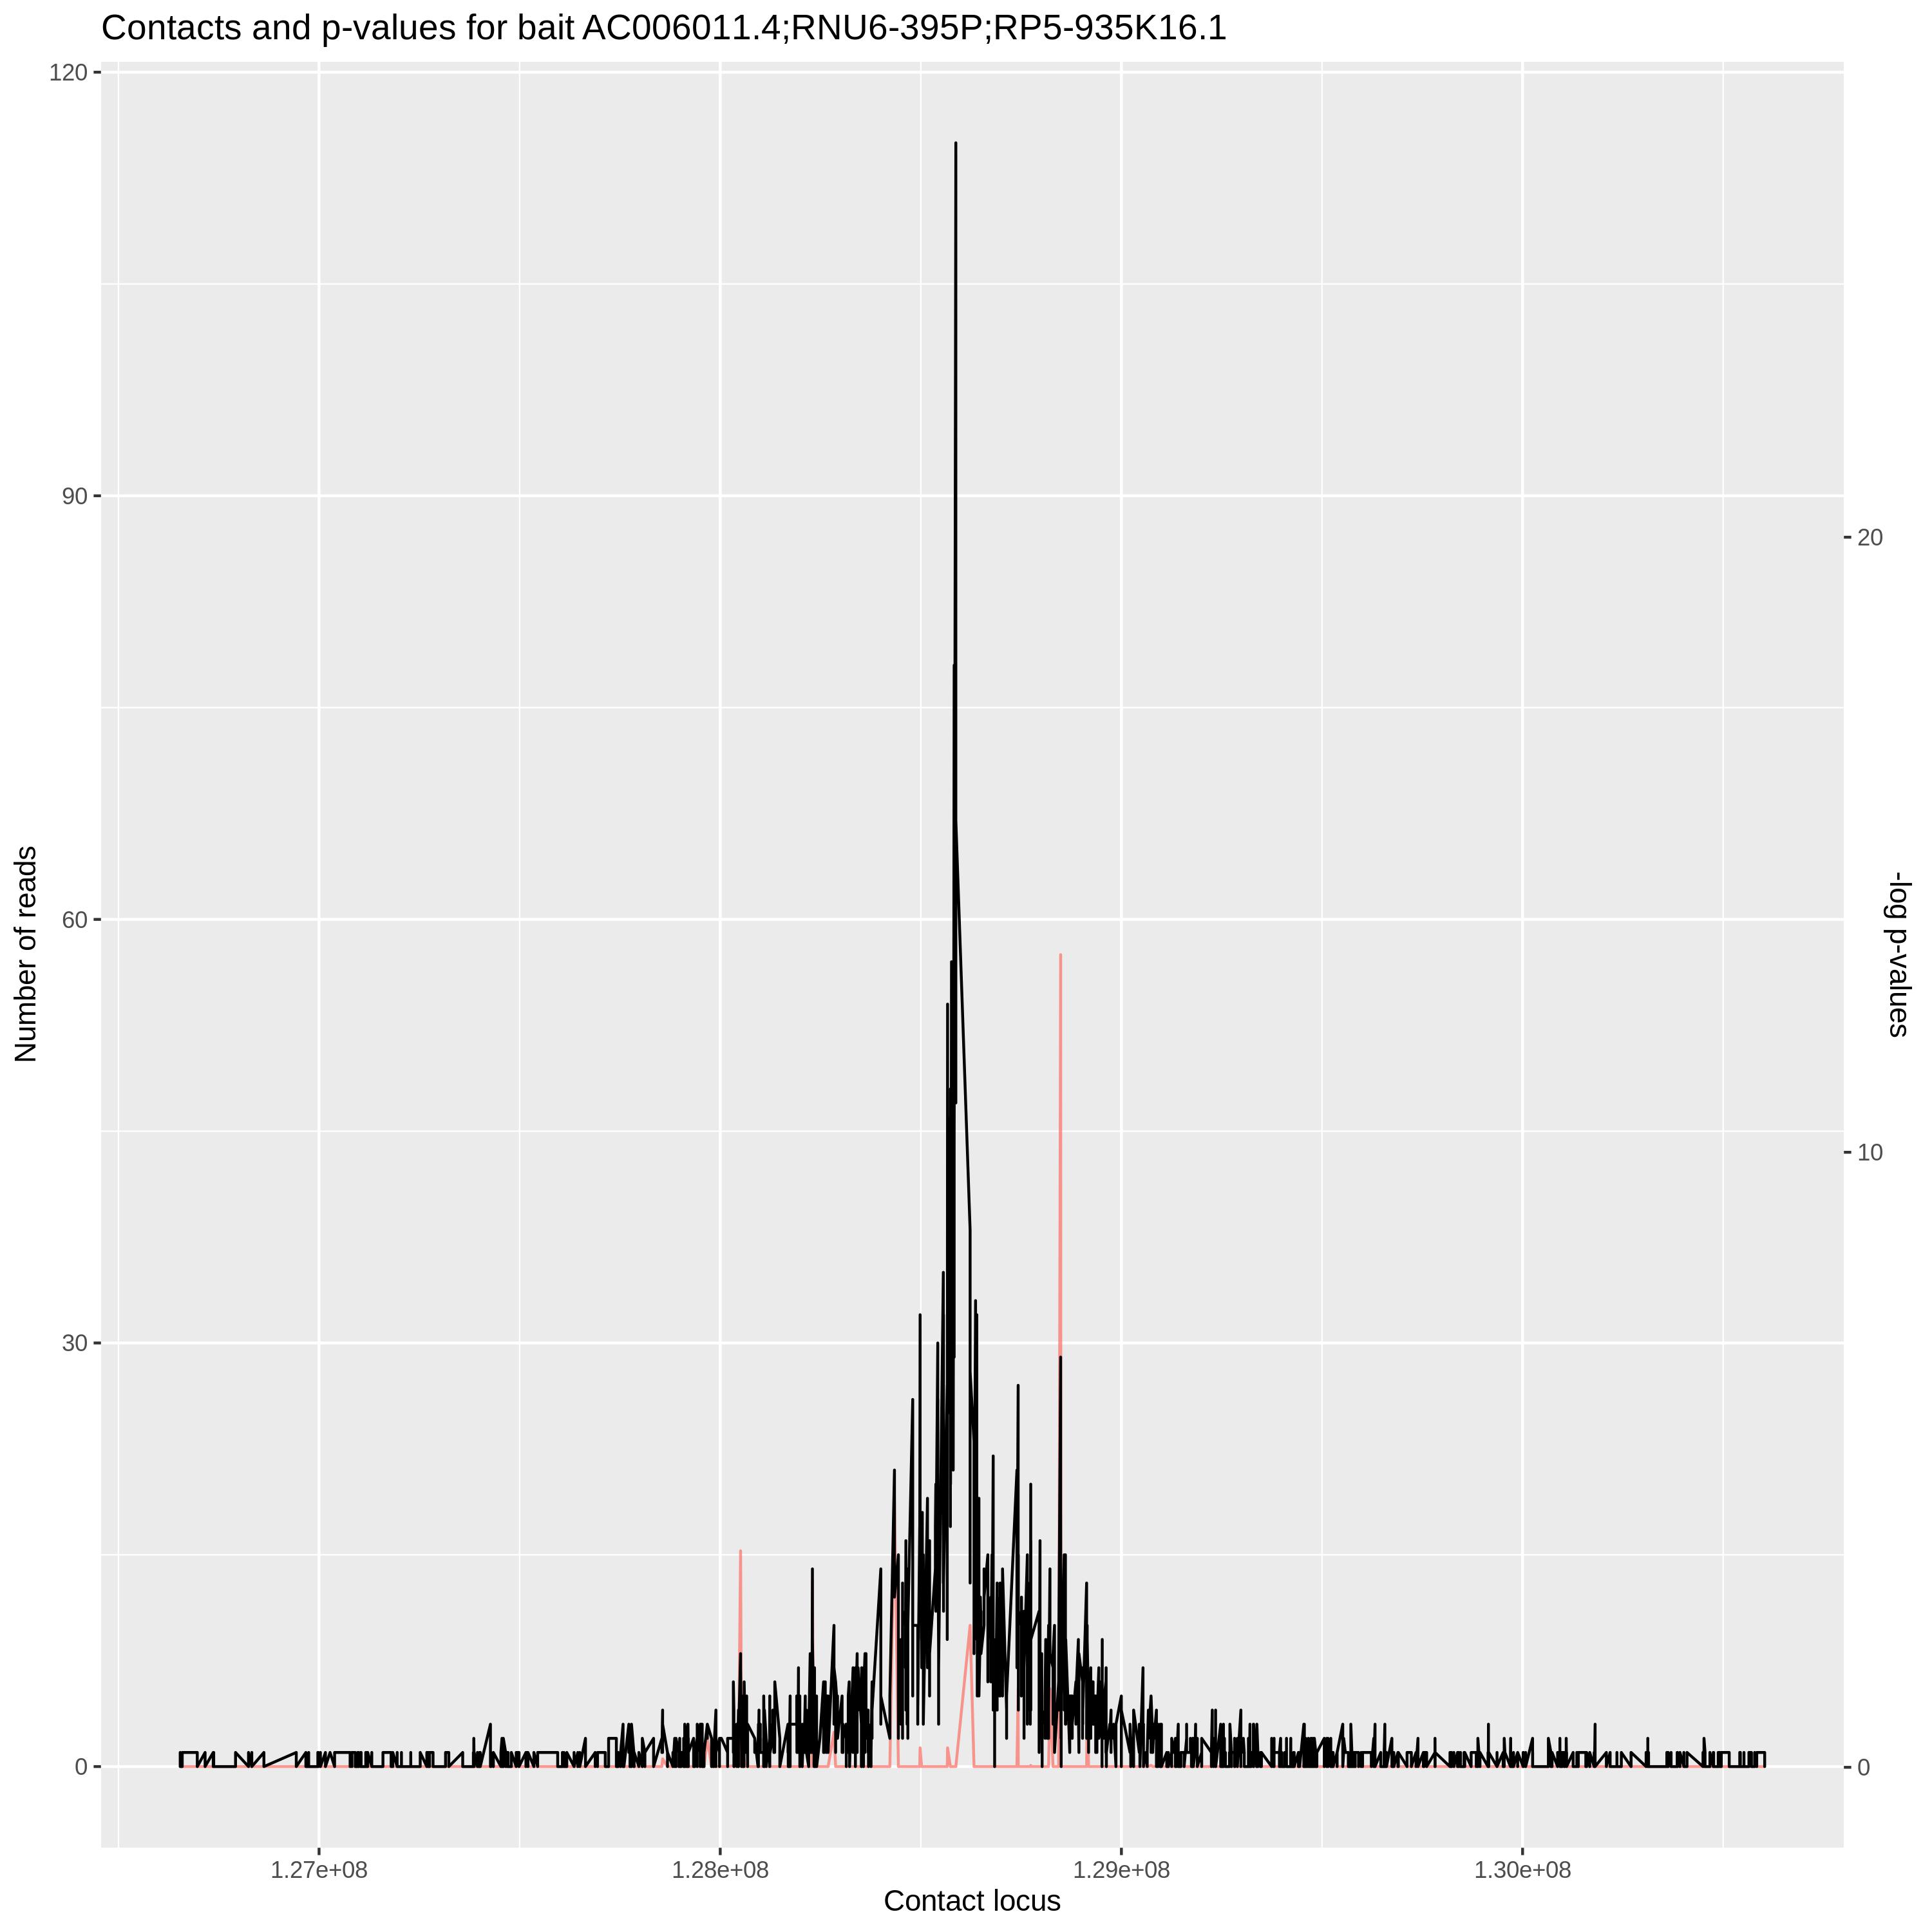 Contacts and p-values for bait AC006011.4;RNU6-395P;RP5-935K16.1
120
90
60
30
0
Number of reads
20
10
0
-log p-values
1.27e+08
1.28e+08
1.29e+08
1.30e+08
Contact locus